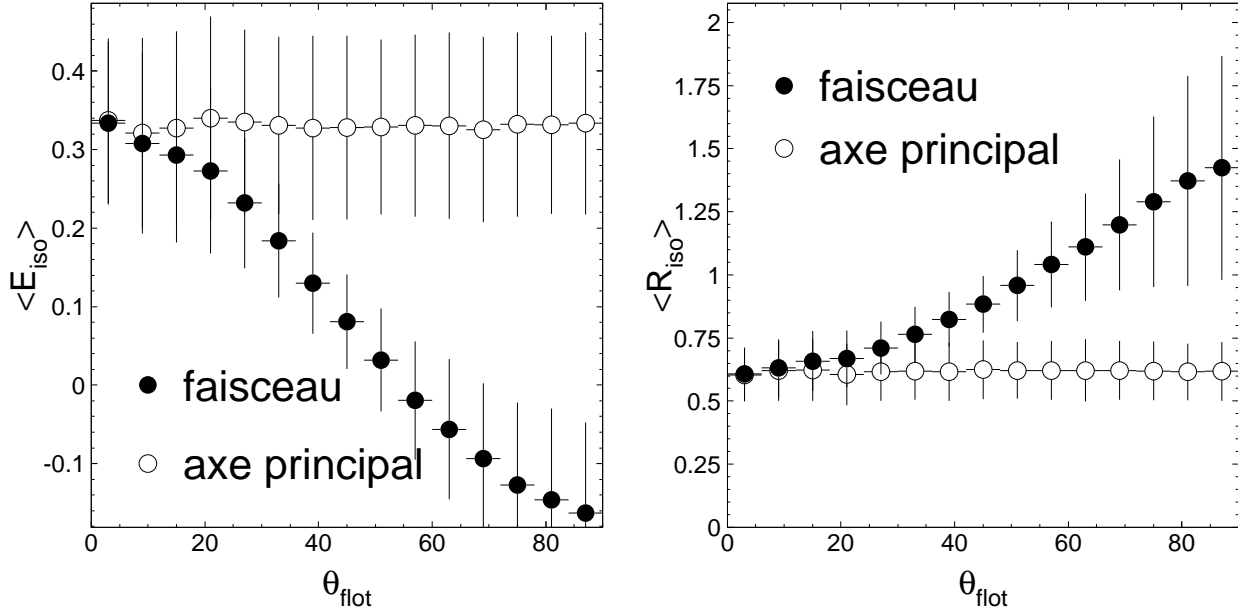 <E_iso>
0.4
0.3
0.2
0.1
0
-0.1
faisceau
axe principal
0 20 40 60 80
θ_flot
<R_iso>
2
1.75
1.5
1.25
1
0.75
0.5
0.25
0
faisceau
axe principal
0 20 40 60 80
θ_flot